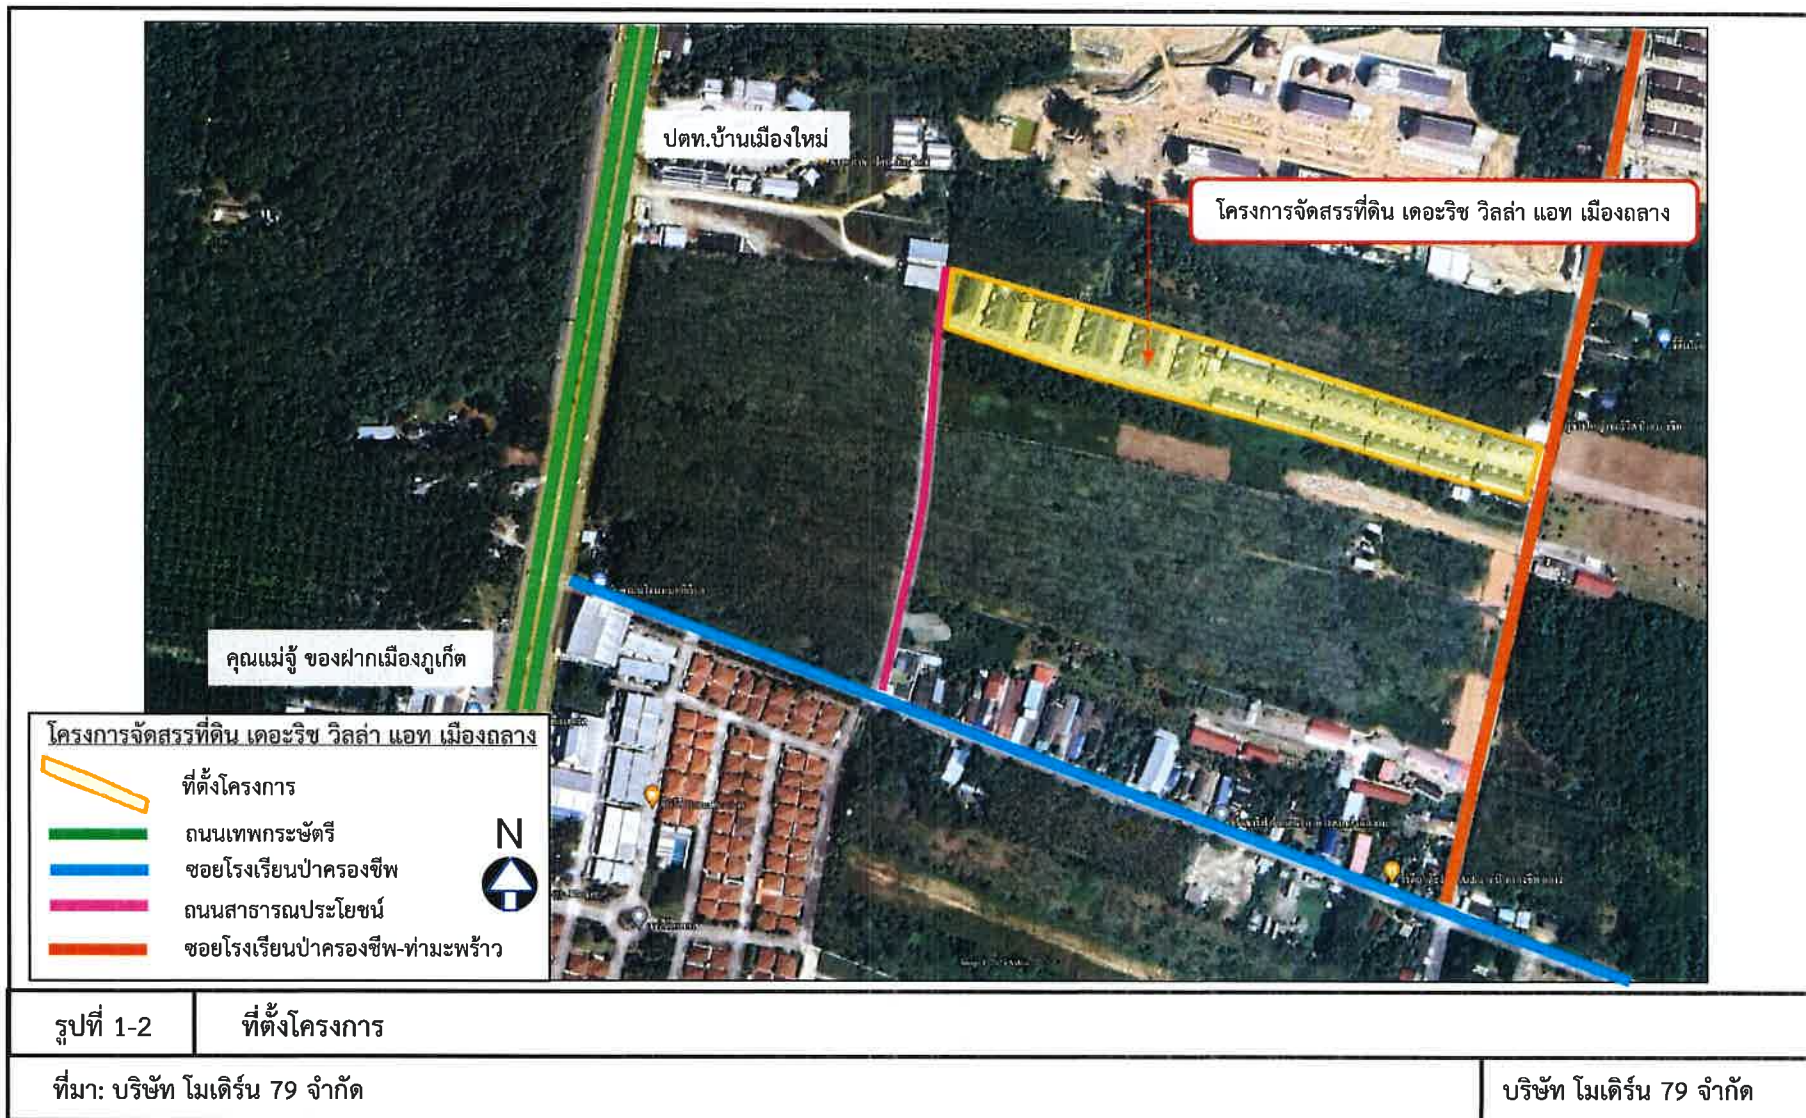 ปตท.บ้านเมืองใหม่
โครงการจัดสรรที่ดิน เดอะริช วิลล่า แอท เมืองถลาง
คุณแม่จู้ ของฝากเมืองภูเก็ต
โครงการจัดสรรที่ดิน เดอะริช วิลล่า แอท เมืองถลาง
ที่ตั้งโครงการ
ถนนเทพกระษัตรี
ซอยโรงเรียนป่าครองชีพ
ถนนสาธารณประโยชน์
ซอยโรงเรียนป่าครองชีพ-ท่ามะพร้าว
N
รูปที่ 1-2
ที่ตั้งโครงการ
ที่มา: บริษัท โมเดิร์น 79 จำกัด
บริษัท โมเดิร์น 79 จำกัด